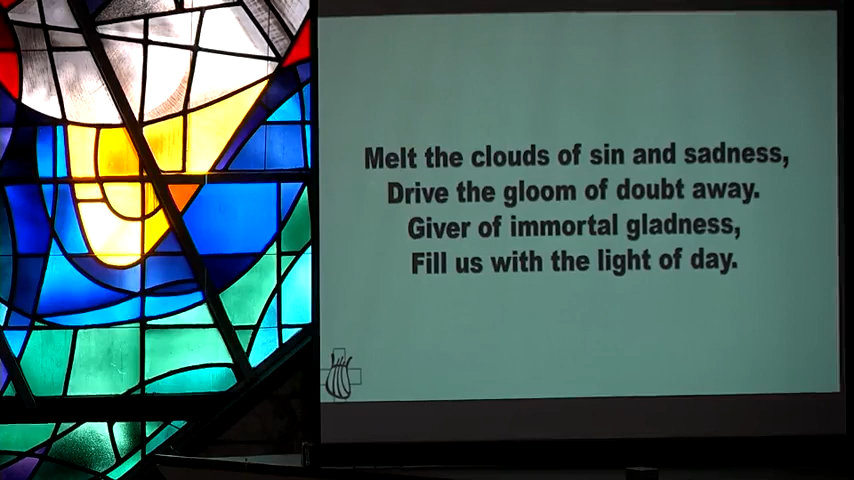 Melt the clouds of sin and sadness,
Drive the gloom of doubt away.
Giver of immortal gladness,
Fill us with the light of day.